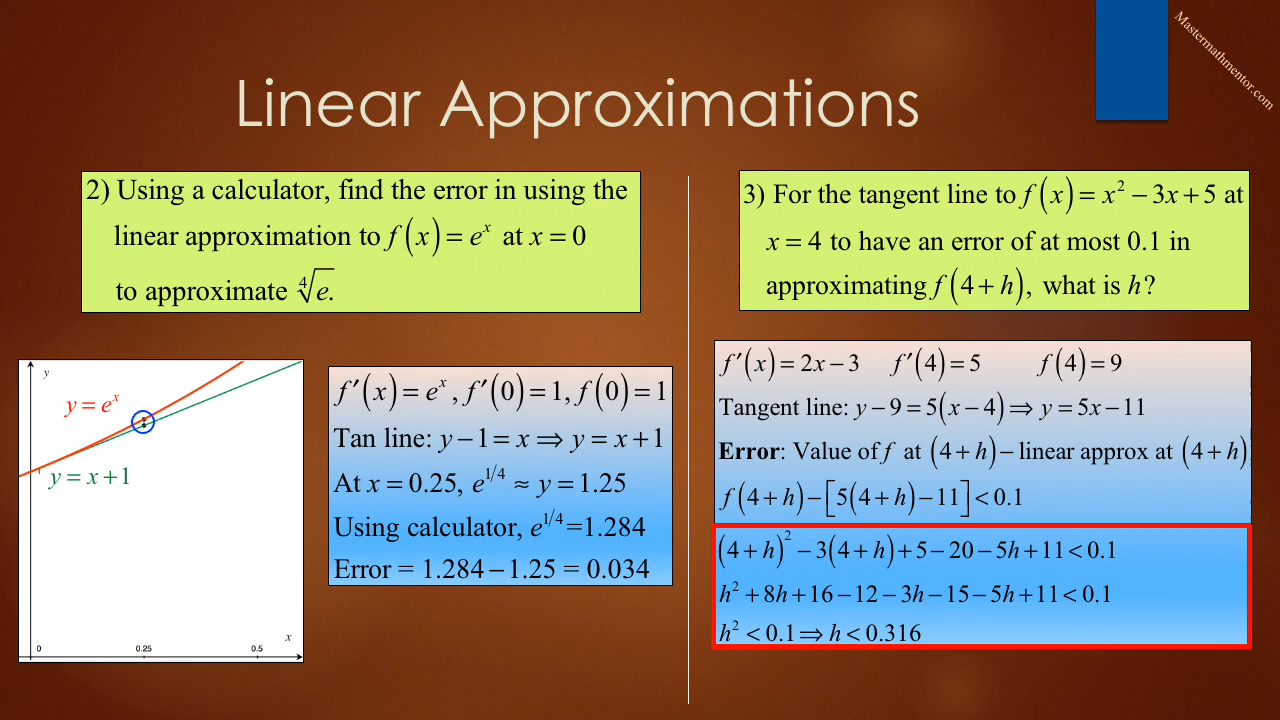 Mastermathmentor.com
Linear Approximations
2) Using a calculator, find the error in using the
linear approximation to f(x) = e^x at x = 0
to approximate ∜e.
3) For the tangent line to f(x) = x² − 3x + 5 at
x = 4 to have an error of at most 0.1 in
approximating f(4 + h), what is h?
y
y = e^x
y = x + 1
x
0 0.25 0.5
f′(x) = e^x, f′(0) = 1, f(0) = 1
Tan line: y − 1 = x ⇒ y = x + 1
At x = 0.25, e^1/4 ≈ y = 1.25
Using calculator, e^1/4 =1.284
Error = 1.284 − 1.25 = 0.034
f′(x) = 2x − 3 f′(4) = 5 f(4) = 9
Tangent line: y − 9 = 5(x − 4) ⇒ y = 5x − 11
Error: Value of f at (4 + h) − linear approx at (4 + h)
f(4 + h) − [5(4 + h) − 11] < 0.1
(4 + h)² − 3(4 + h) + 5 − 20 − 5h + 11 < 0.1
h² + 8h + 16 − 12 − 3h − 15 − 5h + 11 < 0.1
h² < 0.1 ⇒ h < 0.316